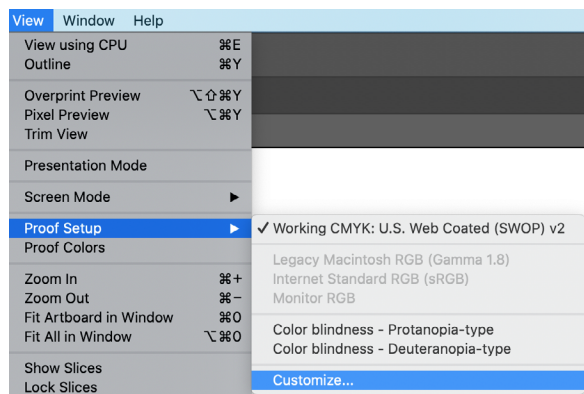 View Window Help
View using CPU ⌘E
Outline ⌘Y
Overprint Preview ⌥⇧⌘Y
Pixel Preview ⌥⌘Y
Trim View
Presentation Mode
Screen Mode ▶
Proof Setup ▶
Proof Colors
Zoom In ⌘+
Zoom Out ⌘−
Fit Artboard in Window ⌘0
Fit All in Window ⌥⌘0
Show Slices
Lock Slices
✓ Working CMYK: U.S. Web Coated (SWOP) v2
Legacy Macintosh RGB (Gamma 1.8)
Internet Standard RGB (sRGB)
Monitor RGB
Color blindness - Protanopia-type
Color blindness - Deuteranopia-type
Customize...